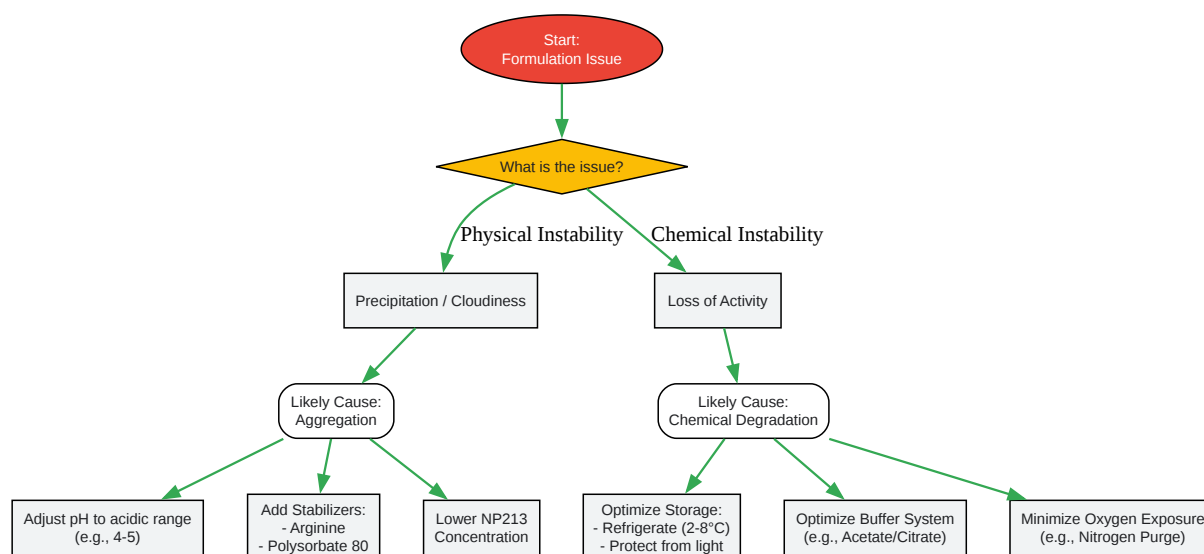 Start:
Formulation Issue
What is the issue?
Physical Instability
Chemical Instability
Precipitation / Cloudiness
Loss of Activity
Likely Cause:
Aggregation
Likely Cause:
Chemical Degradation
Adjust pH to acidic range
(e.g., 4-5)
Add Stabilizers:
- Arginine
- Polysorbate 80
Lower NP213
Concentration
Optimize Storage:
- Refrigerate (2-8°C)
- Protect from light
Optimize Buffer System
(e.g., Acetate/Citrate)
Minimize Oxygen Exposure
(e.g., Nitrogen Purge)